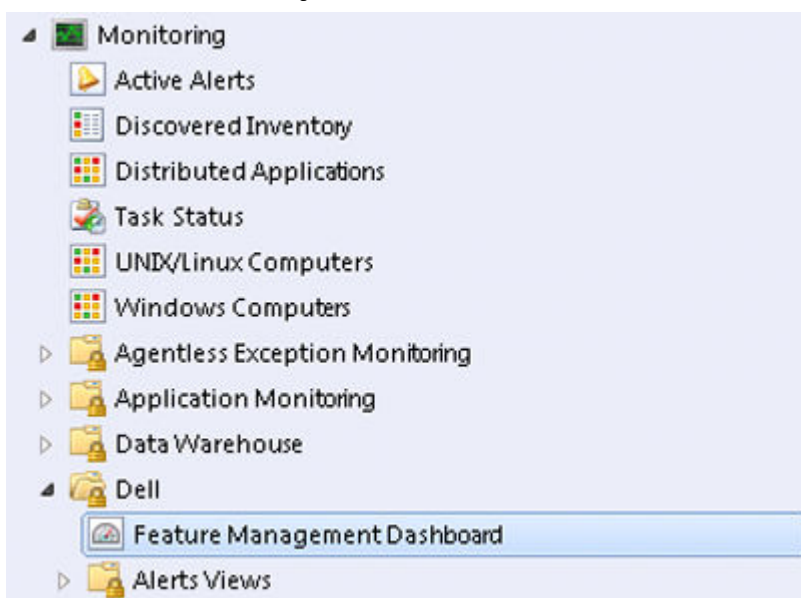 Monitoring
Active Alerts
Discovered Inventory
Distributed Applications
Task Status
UNIX/Linux Computers
Windows Computers
Agentless Exception Monitoring
Application Monitoring
Data Warehouse
Dell
Feature Management Dashboard
Alerts Views